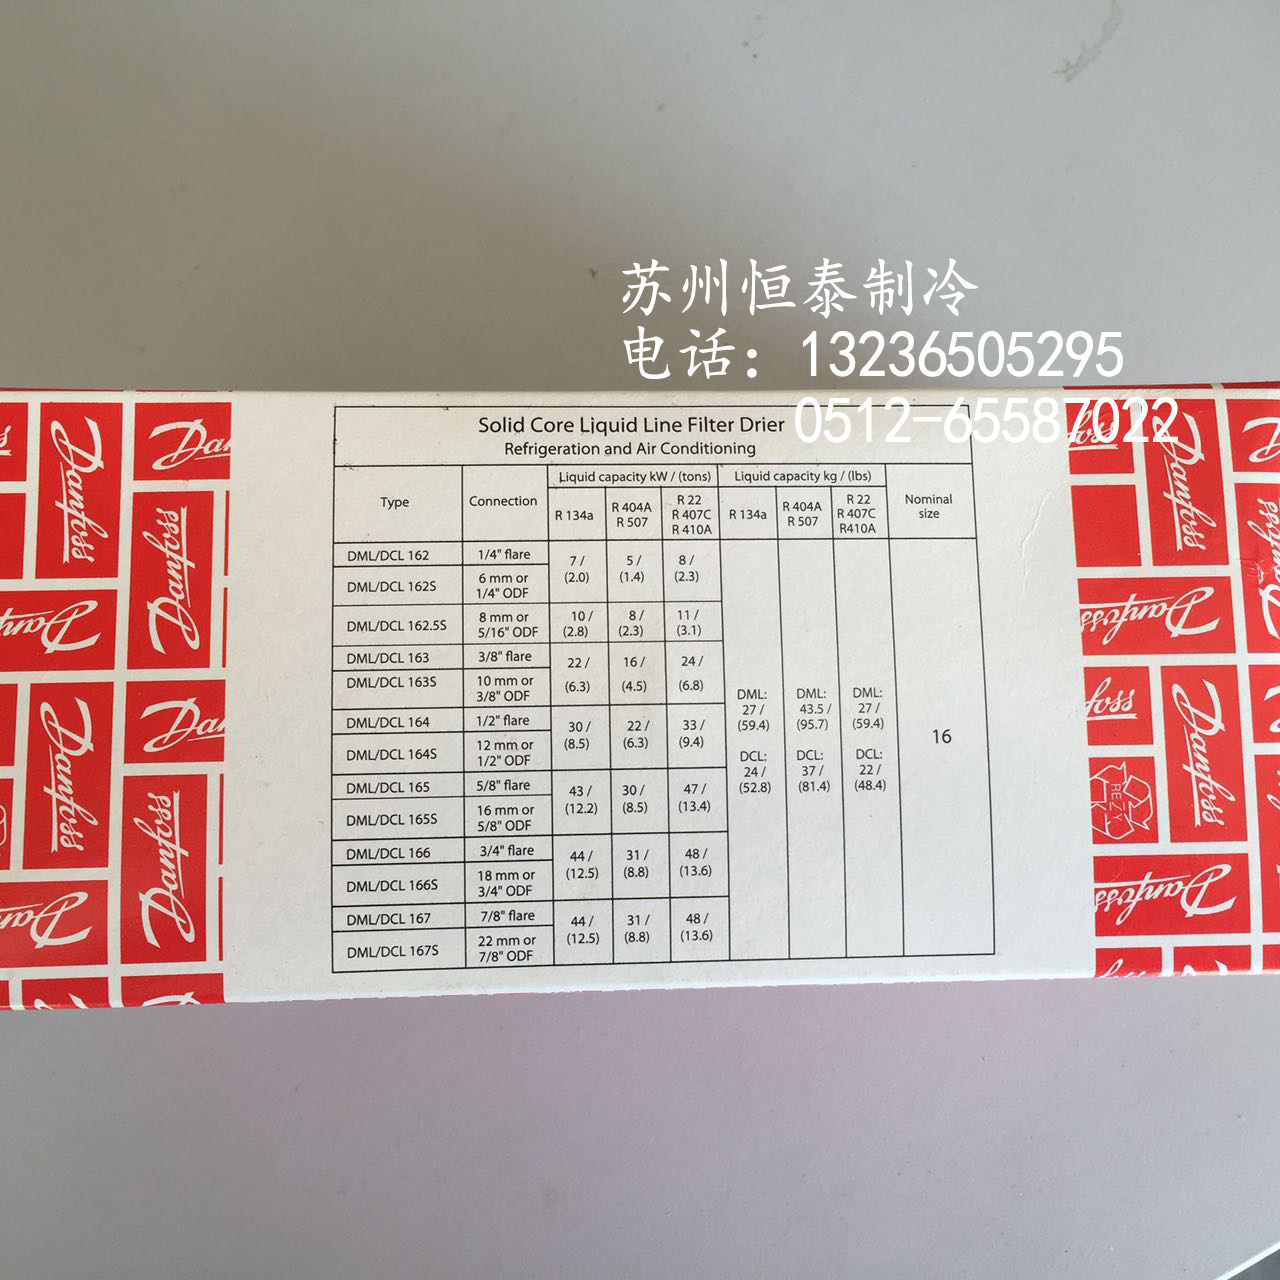 苏州恒泰制冷
电话：13236505295
0512-65587022
Solid Core Liquid Line Filter Drier
Refrigeration and Air Conditioning
Type Connection Liquid capacity kW / (tons) Liquid capacity kg / (lbs) Nominal size
R 134a R 404A R 507 R 22 R 407C R 410A R 134a R 404A R 507 R 22 R 407C R410A
DML/DCL 162 1/4" flare 7 / (2.0) 5 / (1.4) 8 / (2.3)
DML/DCL 162S 6 mm or 1/4" ODF
DML/DCL 162.5S 8 mm or 5/16" ODF 10 / (2.8) 8 / (2.3) 11 / (3.1)
DML/DCL 163 3/8" flare 22 / (6.3) 16 / (4.5) 24 / (6.8)
DML/DCL 163S 10 mm or 3/8" ODF
DML/DCL 164 1/2" flare 30 / (8.5) 22 / (6.3) 33 / (9.4)
DML/DCL 164S 12 mm or 1/2" ODF
DML/DCL 165 5/8" flare 43 / (12.2) 30 / (8.5) 47 / (13.4)
DML/DCL 165S 16 mm or 5/8" ODF
DML/DCL 166 3/4" flare 44 / (12.5) 31 / (8.8) 48 / (13.6)
DML/DCL 166S 18 mm or 3/4" ODF
DML/DCL 167 7/8" flare 44 / (12.5) 31 / (8.8) 48 / (13.6)
DML/DCL 167S 22 mm or 7/8" ODF
DML: 27 / (59.4) DML: 43.5 / (95.7) DML: 27 / (59.4)
DCL: 24 / (52.8) DCL: 37 / (81.4) DCL: 22 / (48.4)
16
Danfoss
Danfoss
Danfoss
Danfoss
Danfoss
Danfoss
Danfoss
Danfoss
REZY